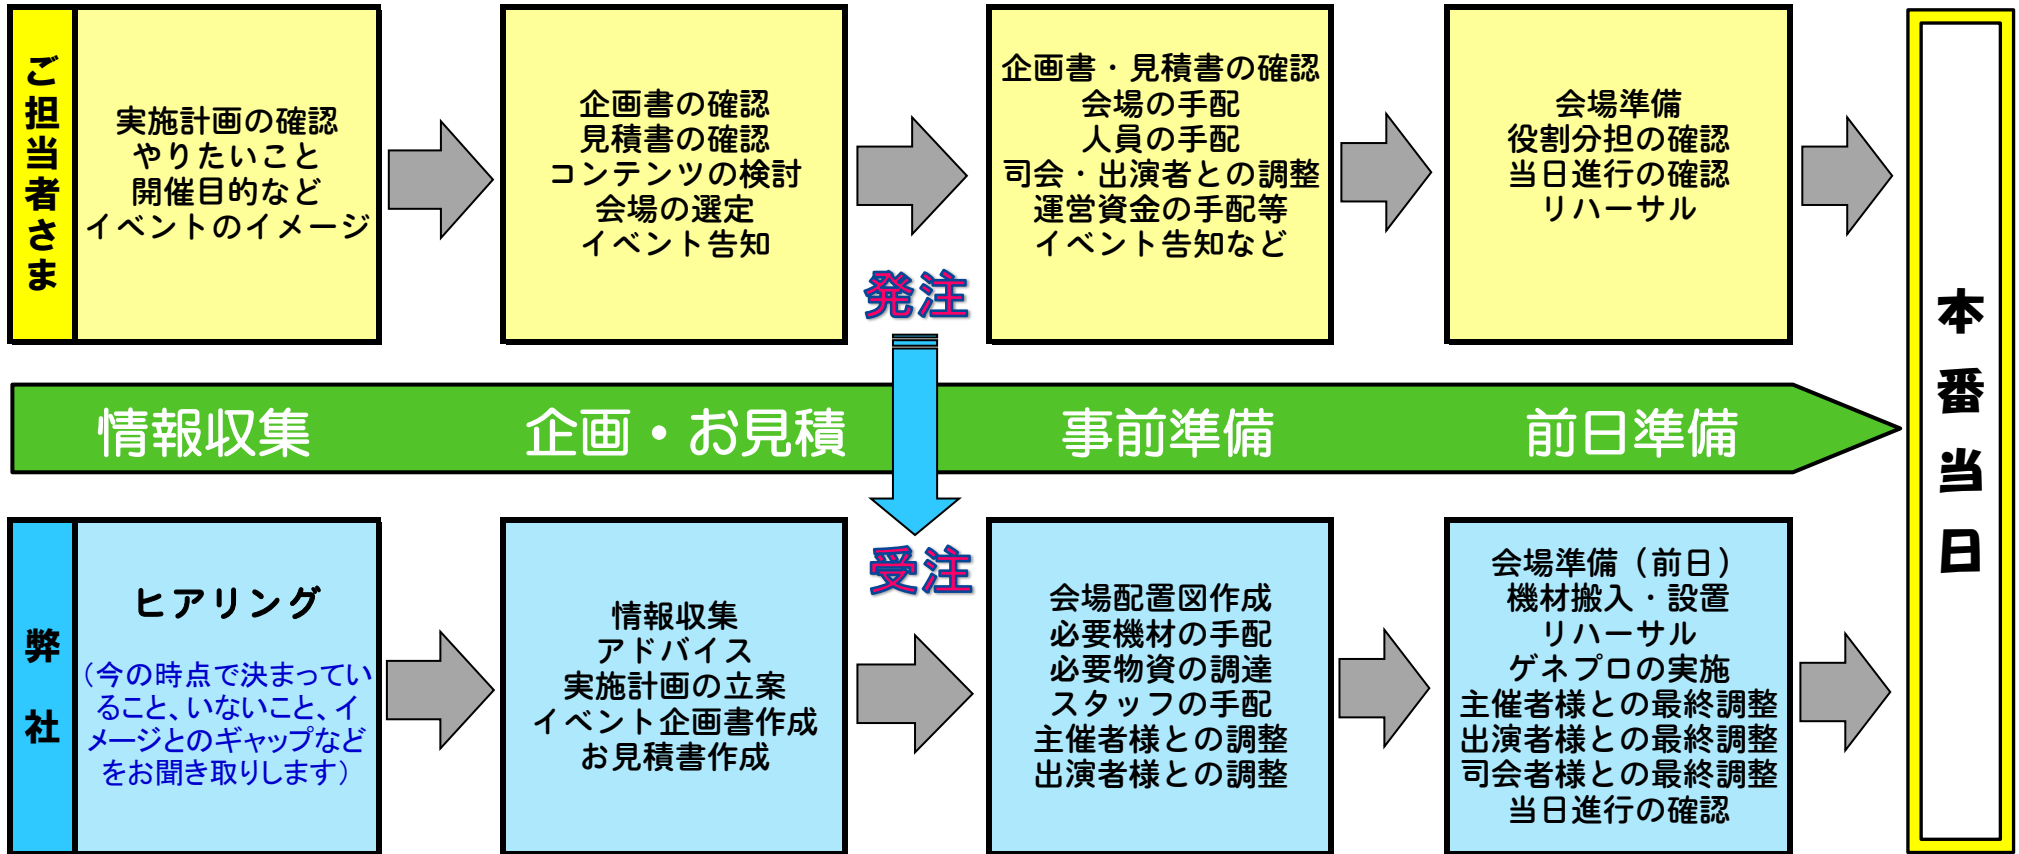 ご担当者さま
実施計画の確認
やりたいこと
開催目的など
イベントのイメージ
企画書の確認
見積書の確認
コンテンツの検討
会場の選定
イベント告知
企画書・見積書の確認
会場の手配
人員の手配
司会・出演者との調整
運営資金の手配等
イベント告知など
会場準備
役割分担の確認
当日進行の確認
リハーサル
発注
情報収集
企画・お見積
事前準備
前日準備
本番当日
受注
弊社
ヒアリング
（今の時点で決まってい
ること、いないこと、イ
メージとのギャップなど
をお聞き取りします）
情報収集
アドバイス
実施計画の立案
イベント企画書作成
お見積書作成
会場配置図作成
必要機材の手配
必要物資の調達
スタッフの手配
主催者様との調整
出演者様との調整
会場準備（前日）
機材搬入・設置
リハーサル
ゲネプロの実施
主催者様との最終調整
出演者様との最終調整
司会者様との最終調整
当日進行の確認